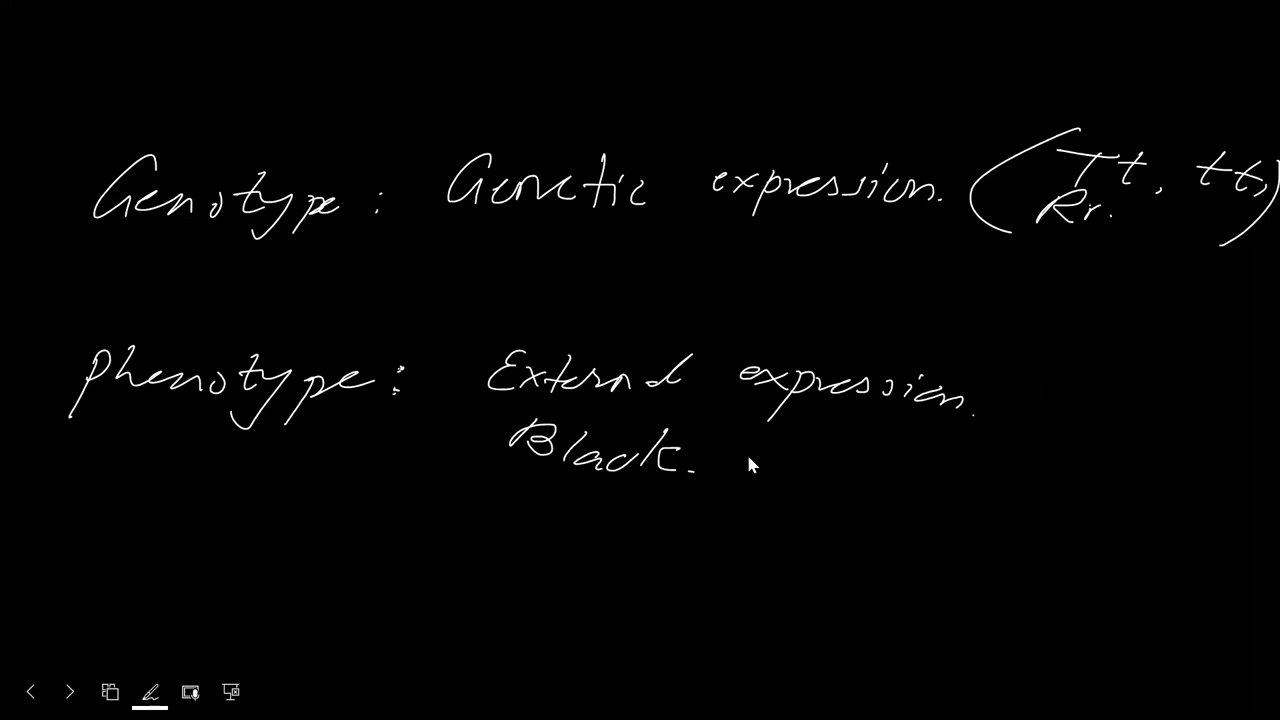 Genotype : Genetic expression. (Tt, tt,)
Rr.
Phenotype : External expression.
Black.